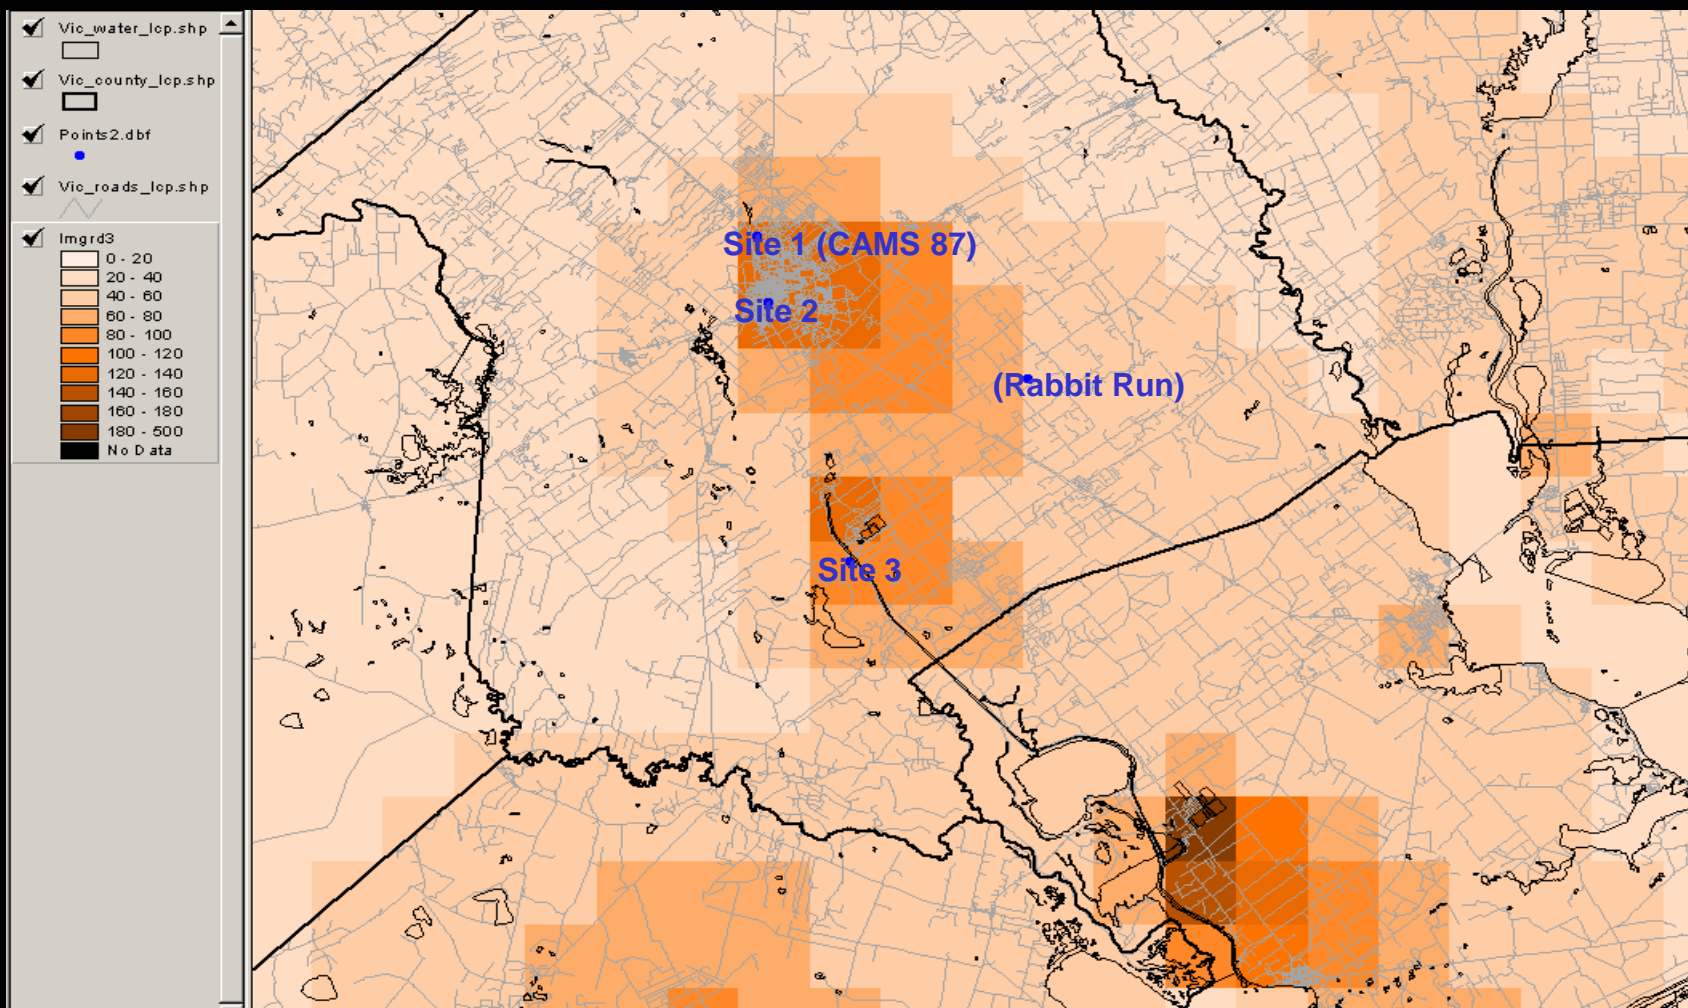 Vic_water_lcp.shp
Vic_county_lcp.shp
Points2.dbf
Vic_roads_lcp.shp
Imgrd3
0 - 20
20 - 40
40 - 60
60 - 80
80 - 100
100 - 120
120 - 140
140 - 160
160 - 180
180 - 500
No Data
Site 1 (CAMS 87)
Site 2
(Rabbit Run)
Site 3